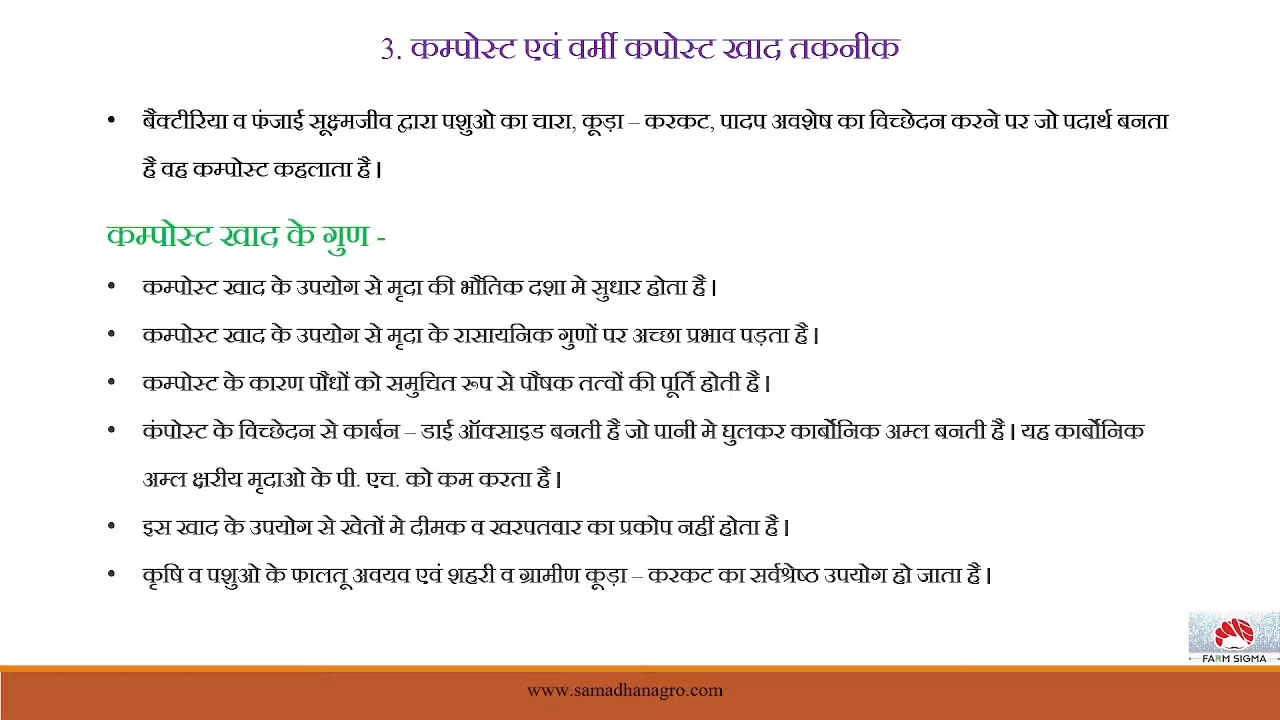 3. कम्पोस्ट एवं वर्मी कपोस्ट खाद तकनीक
• बैक्टीरिया व फंजाई सूक्ष्मजीव द्वारा पशुओ का चारा, कूड़ा – करकट, पादप अवशेष का विच्छेदन करने पर जो पदार्थ बनता
है वह कम्पोस्ट कहलाता है।
कम्पोस्ट खाद के गुण -
• कम्पोस्ट खाद के उपयोग से मृदा की भौतिक दशा मे सुधार होता है।
• कम्पोस्ट खाद के उपयोग से मृदा के रासायनिक गुणों पर अच्छा प्रभाव पड़ता है।
• कम्पोस्ट के कारण पौधों को समुचित रूप से पौषक तत्वों की पूर्ति होती है।
• कंपोस्ट के विच्छेदन से कार्बन – डाई ऑक्साइड बनती है जो पानी मे घुलकर कार्बोनिक अम्ल बनती है। यह कार्बोनिक
अम्ल क्षरीय मृदाओ के पी. एच. को कम करता है।
• इस खाद के उपयोग से खेतों मे दीमक व खरपतवार का प्रकोप नहीं होता है।
• कृषि व पशुओ के फालतू अवयव एवं शहरी व ग्रामीण कूड़ा – करकट का सर्वश्रेष्ठ उपयोग हो जाता है।
FARM SIGMA
www.samadhanagro.com